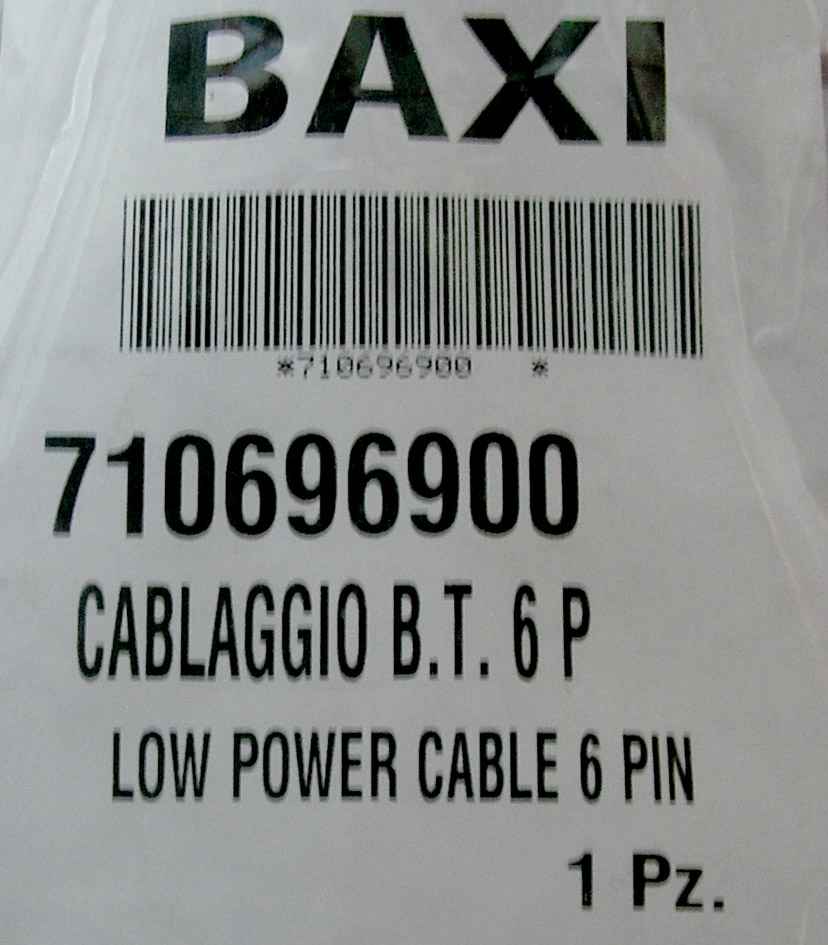 BAXI
*710696900 *
710696900
CABLAGGIO B.T. 6 P
LOW POWER CABLE 6 PIN
1 Pz.